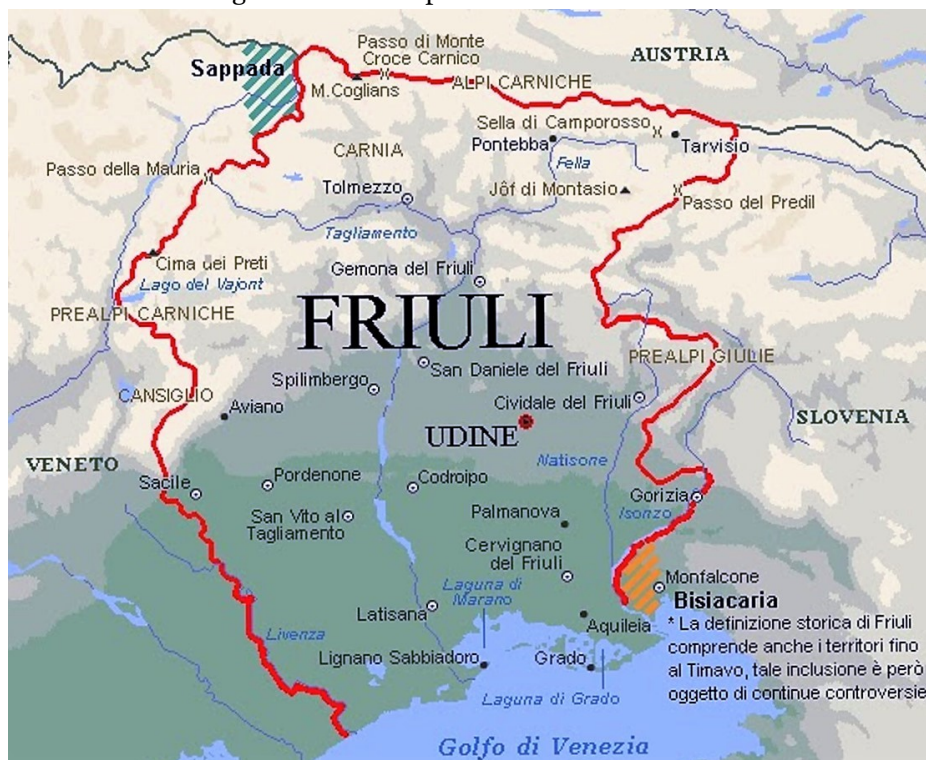 Passo di Monte
Croce Carnico
AUSTRIA
Sappada
M.Coglians
ALPI CARNICHE
Sella di Camporosso
Pontebba
Tarvisio
CARNIA
Fella
Passo della Mauria
Tolmezzo
Jôf di Montasio
Passo del Predil
Tagliamento
Cima uei Preti
Gemona del Friuli
Lago del Vajont
PREALPI CARNICHE
FRIULI
PREALPI GIULIE
San Daniele del Friuli
Spilimbergo
CANSIGLIO
Aviano
Cividale del Friuli
SLOVENIA
UDINE
VENETO
Natisone
Sacile
Pordenone
Codroipo
Gorizia
Isonzo
San Vito al
Tagliamento
Palmanova
Cervignano
del Friuli
Monfalcone
Laguna di
Marano
Bisiacaria
Latisana
Aquileia
* La definizione storica di Friuli
comprende anche i territori fino
al Timavo, tale inclusione è però
oggetto di continue controversie
Livenza
Lignano Sabbiadoro
Grado
Laguna di Grado
Golfo di Venezia